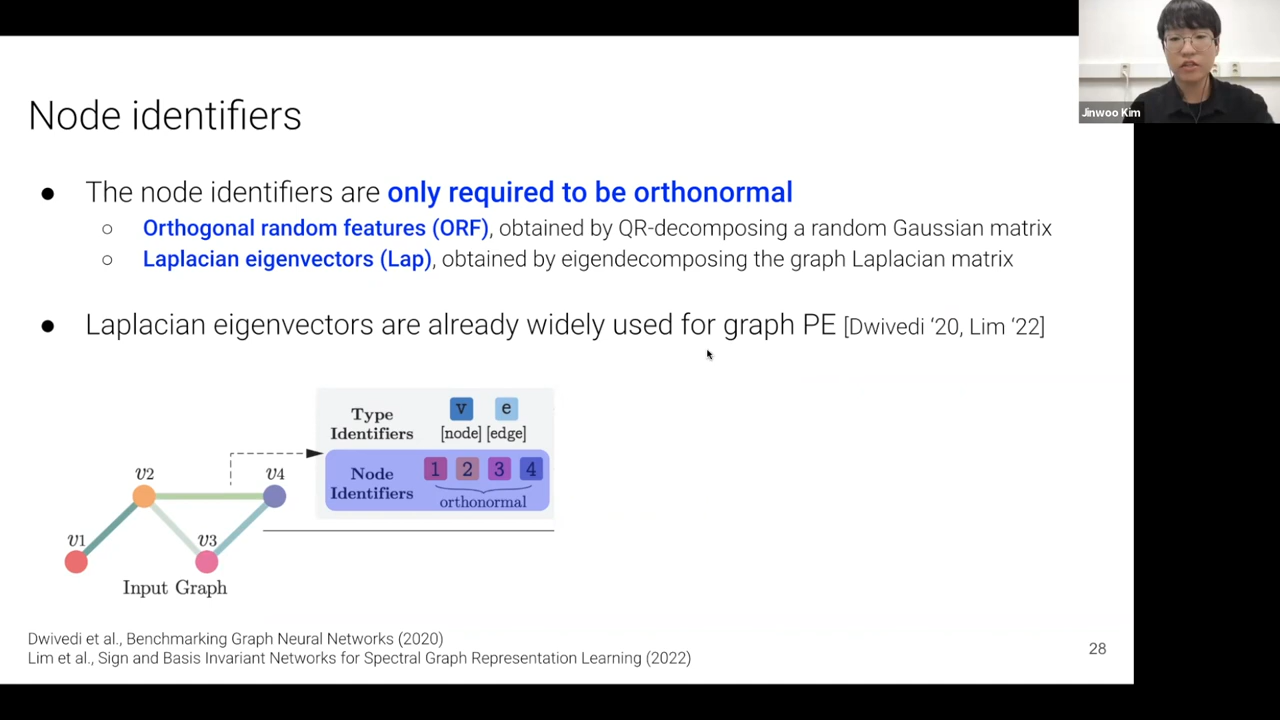 Jinwoo Kim
Node identifiers
● The node identifiers are only required to be orthonormal
○ Orthogonal random features (ORF), obtained by QR-decomposing a random Gaussian matrix
○ Laplacian eigenvectors (Lap), obtained by eigendecomposing the graph Laplacian matrix
● Laplacian eigenvectors are already widely used for graph PE [Dwivedi ‘20, Lim ‘22]
Type Identifiers
v e
[node] [edge]
Node Identifiers
1 2 3 4
orthonormal
v2 v4
v1 v3
Input Graph
Dwivedi et al., Benchmarking Graph Neural Networks (2020)
Lim et al., Sign and Basis Invariant Networks for Spectral Graph Representation Learning (2022)
28